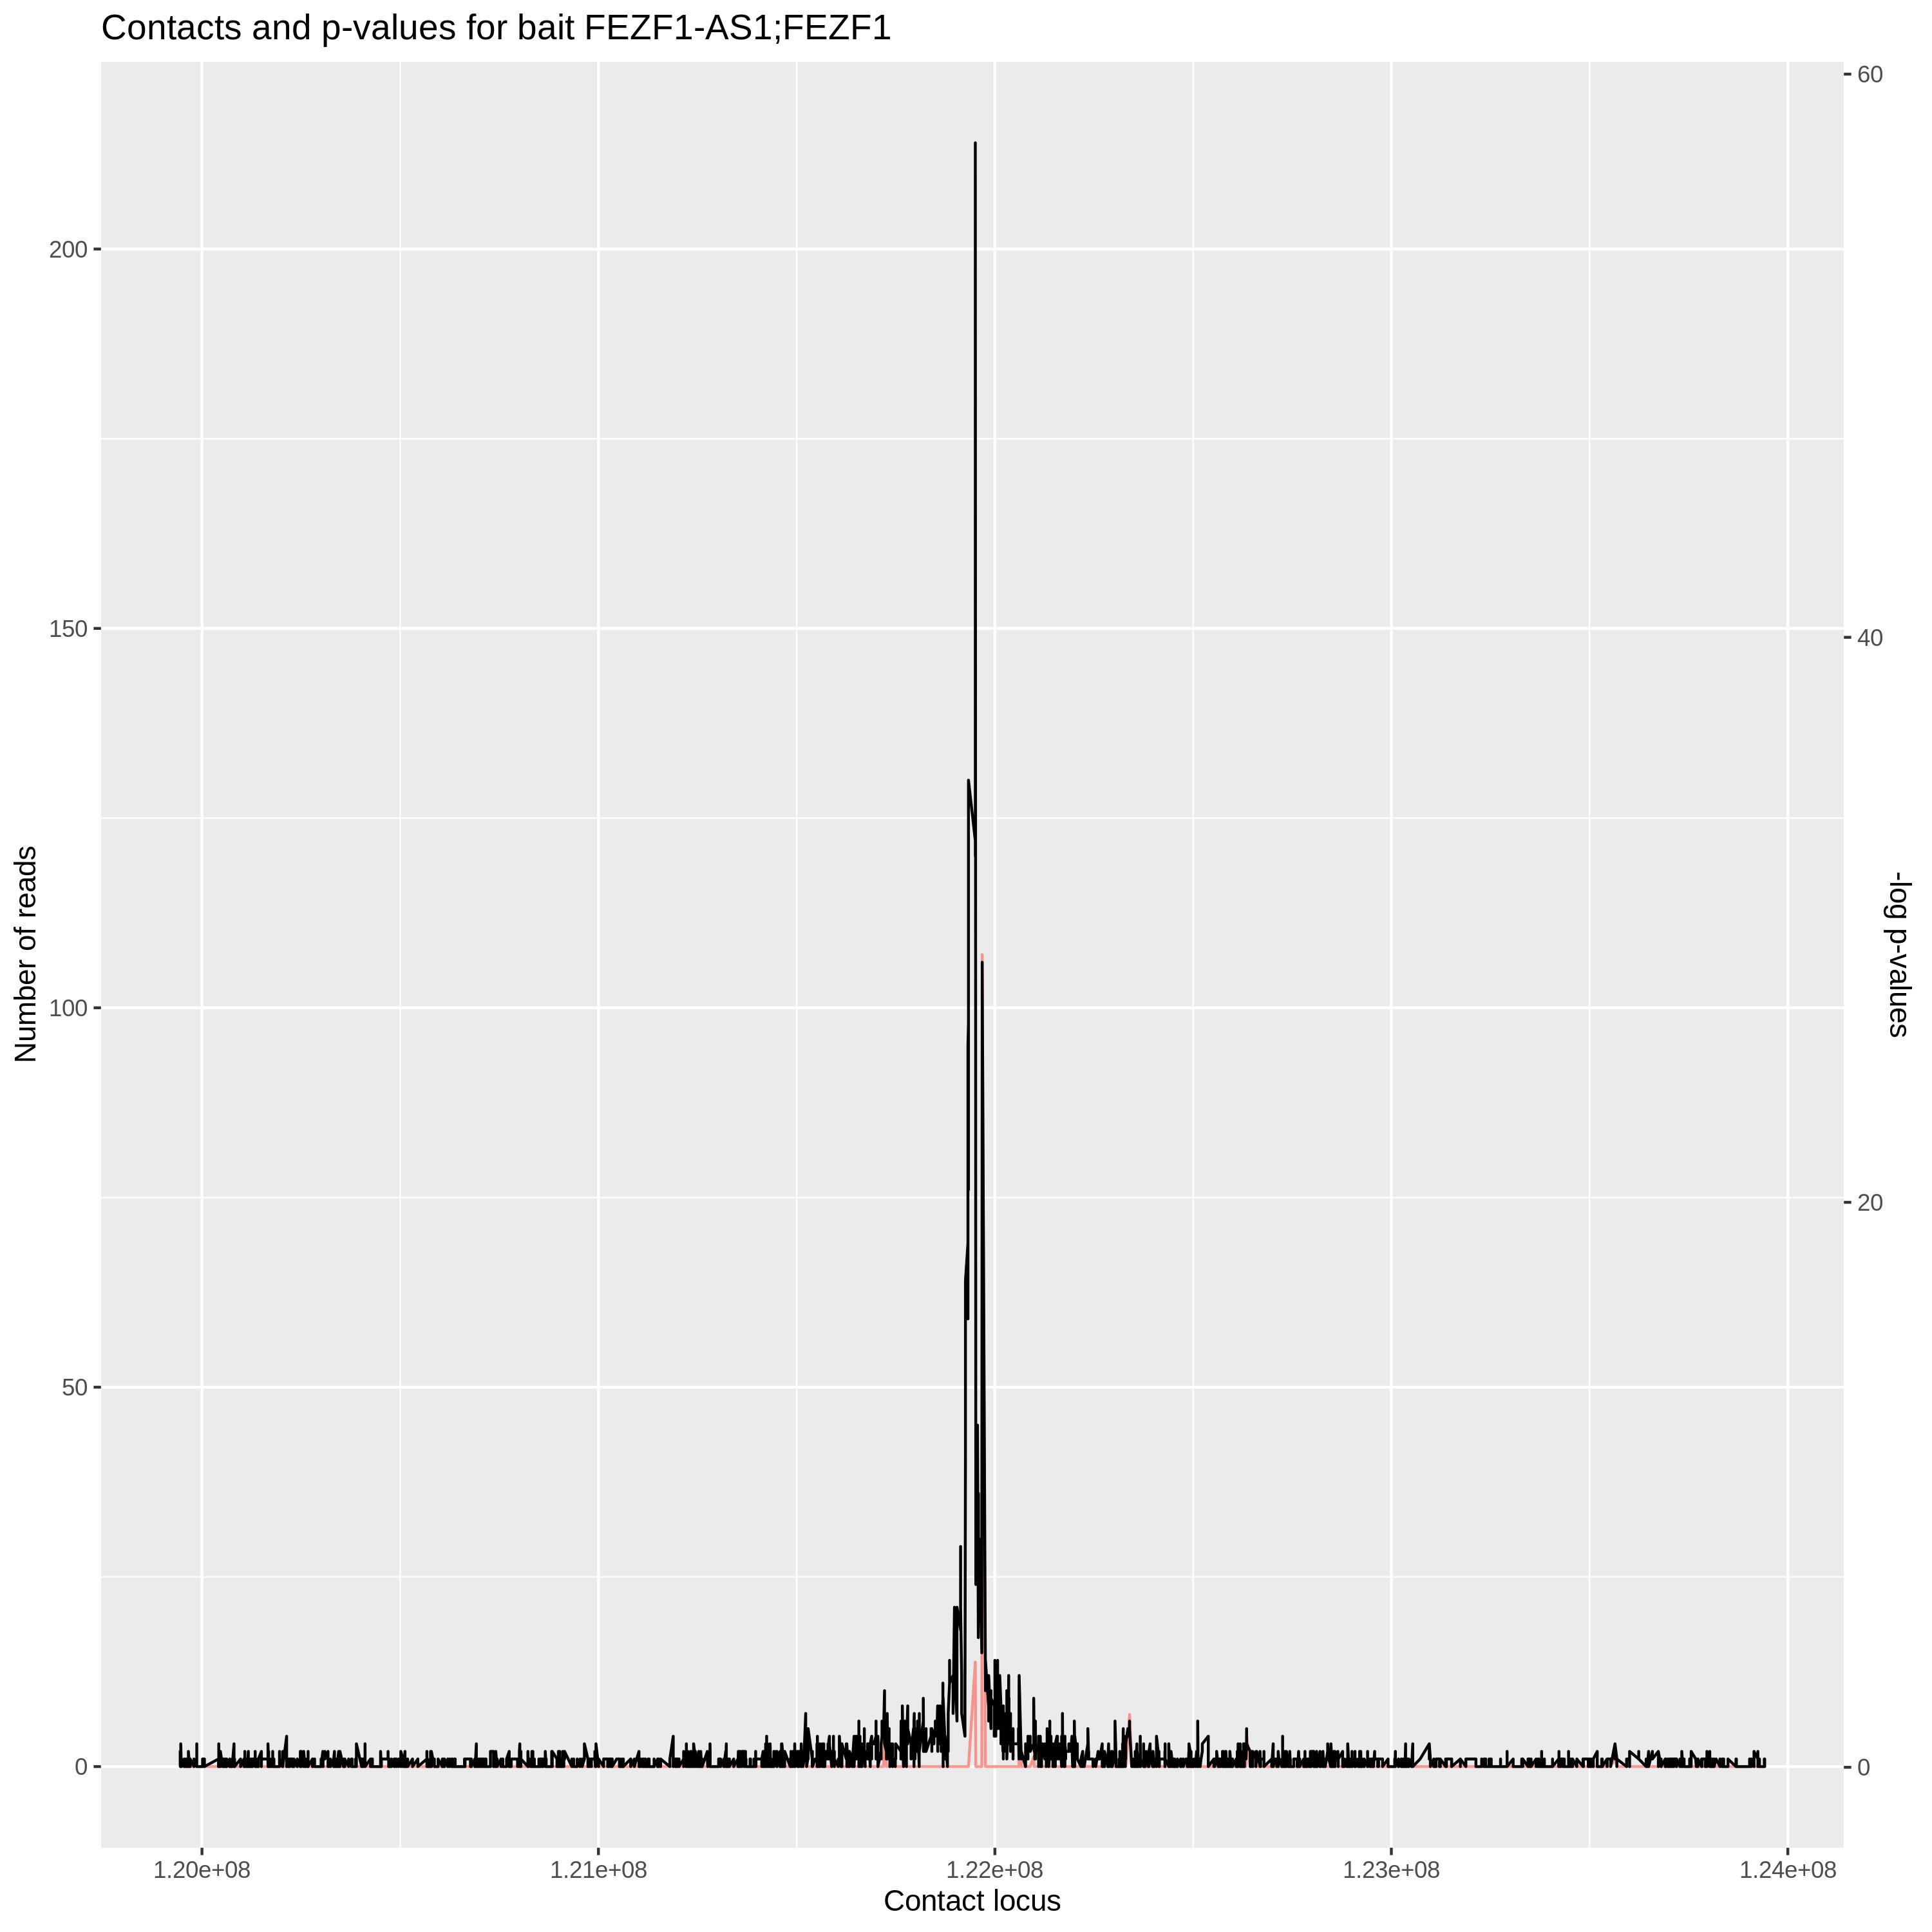 Contacts and p-values for bait FEZF1-AS1;FEZF1
60
200
150
40
Number of reads
-log p-values
100
20
50
0
0
1.20e+08
1.21e+08
1.22e+08
1.23e+08
1.24e+08
Contact locus